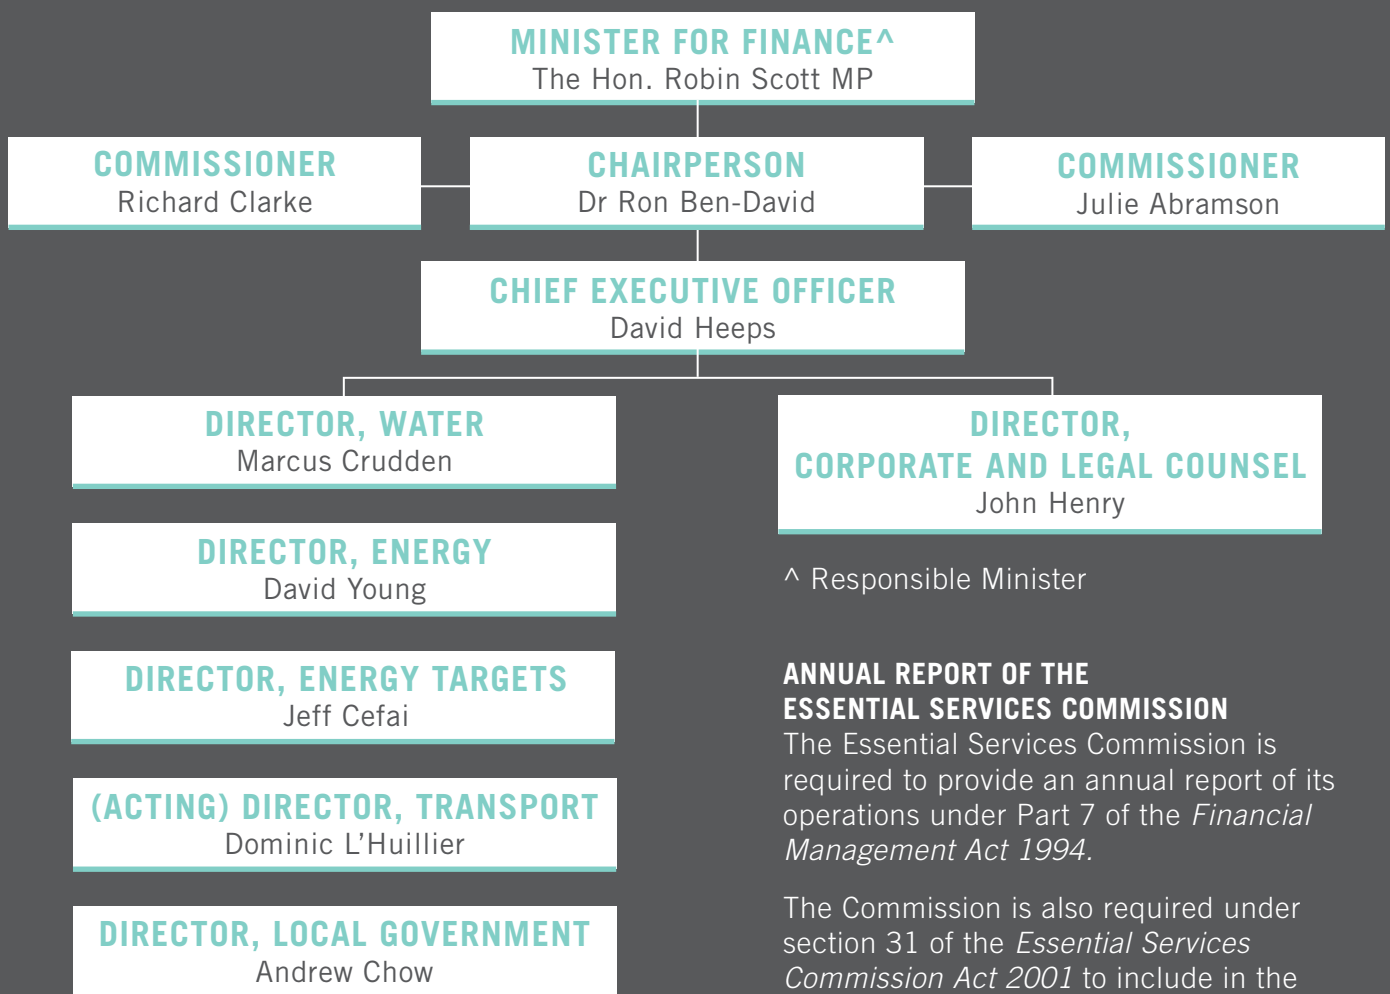 MINISTER FOR FINANCE^
The Hon. Robin Scott MP
COMMISSIONER
Richard Clarke
CHAIRPERSON
Dr Ron Ben-David
COMMISSIONER
Julie Abramson
CHIEF EXECUTIVE OFFICER
David Heeps
DIRECTOR, WATER
Marcus Crudden
DIRECTOR, ENERGY
David Young
DIRECTOR, ENERGY TARGETS
Jeff Cefai
(ACTING) DIRECTOR, TRANSPORT
Dominic L'Huillier
DIRECTOR, LOCAL GOVERNMENT
Andrew Chow
DIRECTOR,
CORPORATE AND LEGAL COUNSEL
John Henry
^ Responsible Minister
ANNUAL REPORT OF THE
ESSENTIAL SERVICES COMMISSION
The Essential Services Commission is
required to provide an annual report of its
operations under Part 7 of the Financial
Management Act 1994.
The Commission is also required under
section 31 of the Essential Services
Commission Act 2001 to include in the